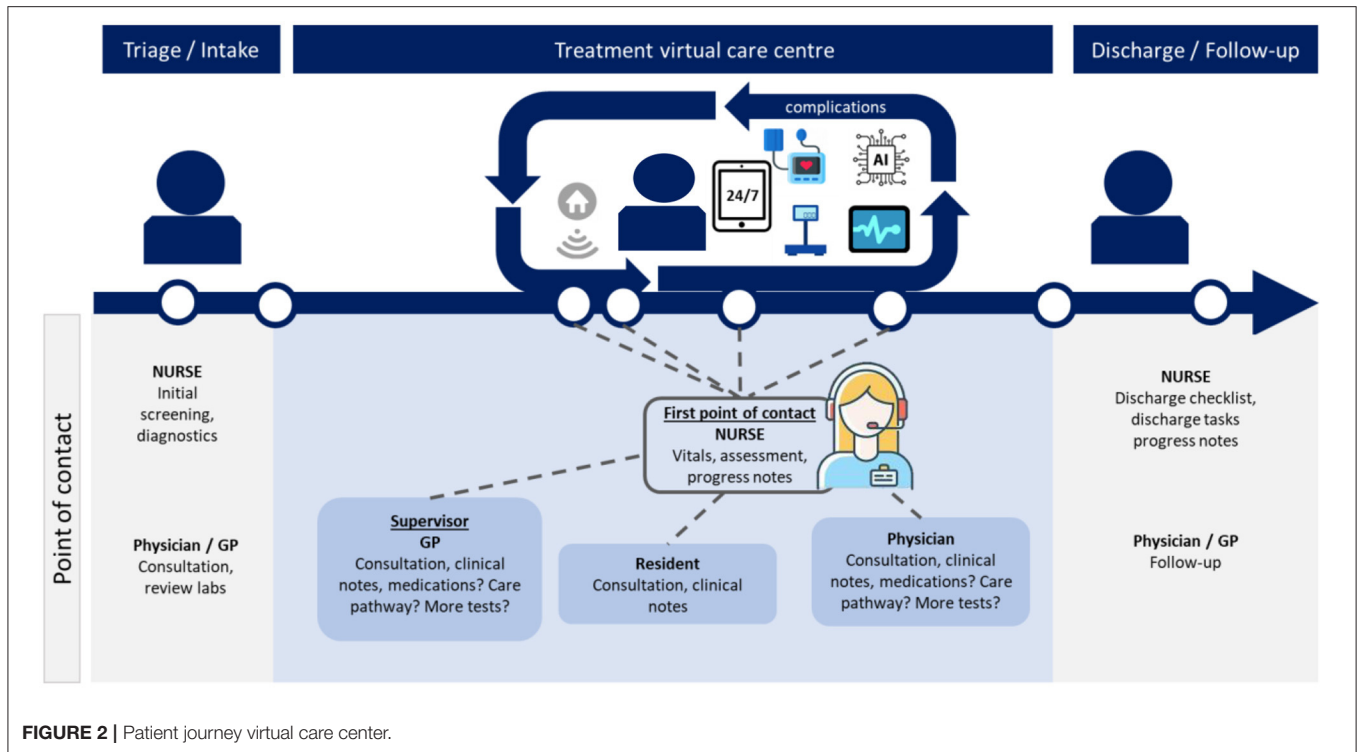 Triage / Intake
Treatment virtual care centre
Discharge / Follow-up
complications
24/7
AI
Point of contact
NURSE
Initial
screening,
diagnostics
Physician / GP
Consultation,
review labs
First point of contact
NURSE
Vitals, assessment,
progress notes
Supervisor
GP
Consultation, clinical
notes, medications? Care
pathway? More tests?
Resident
Consultation, clinical
notes
Physician
Consultation, clinical
notes, medications? Care
pathway? More tests?
NURSE
Discharge checklist,
discharge tasks
progress notes
Physician / GP
Follow-up
FIGURE 2 | Patient journey virtual care center.